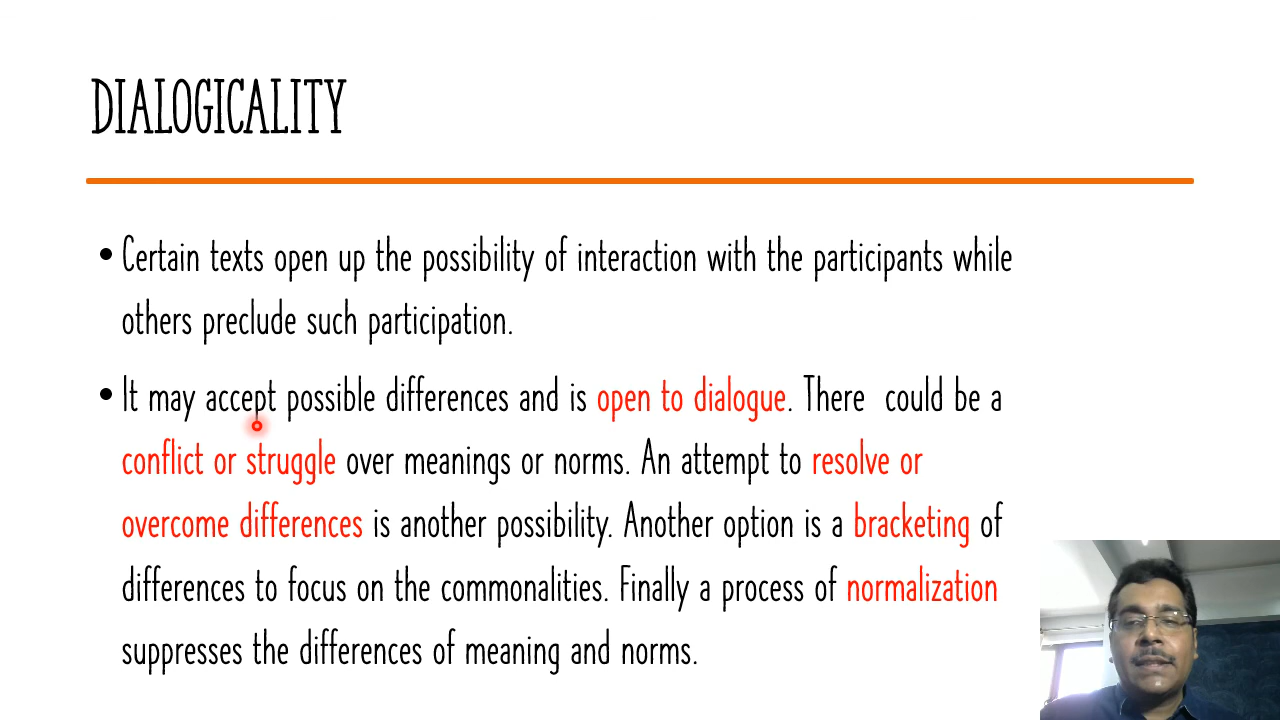 DIALOGICALITY
• Certain texts open up the possibility of interaction with the participants while
others preclude such participation.
• It may accept possible differences and is open to dialogue. There could be a
conflict or struggle over meanings or norms. An attempt to resolve or
overcome differences is another possibility. Another option is a bracketing of
differences to focus on the commonalities. Finally a process of normalization
suppresses the differences of meaning and norms.